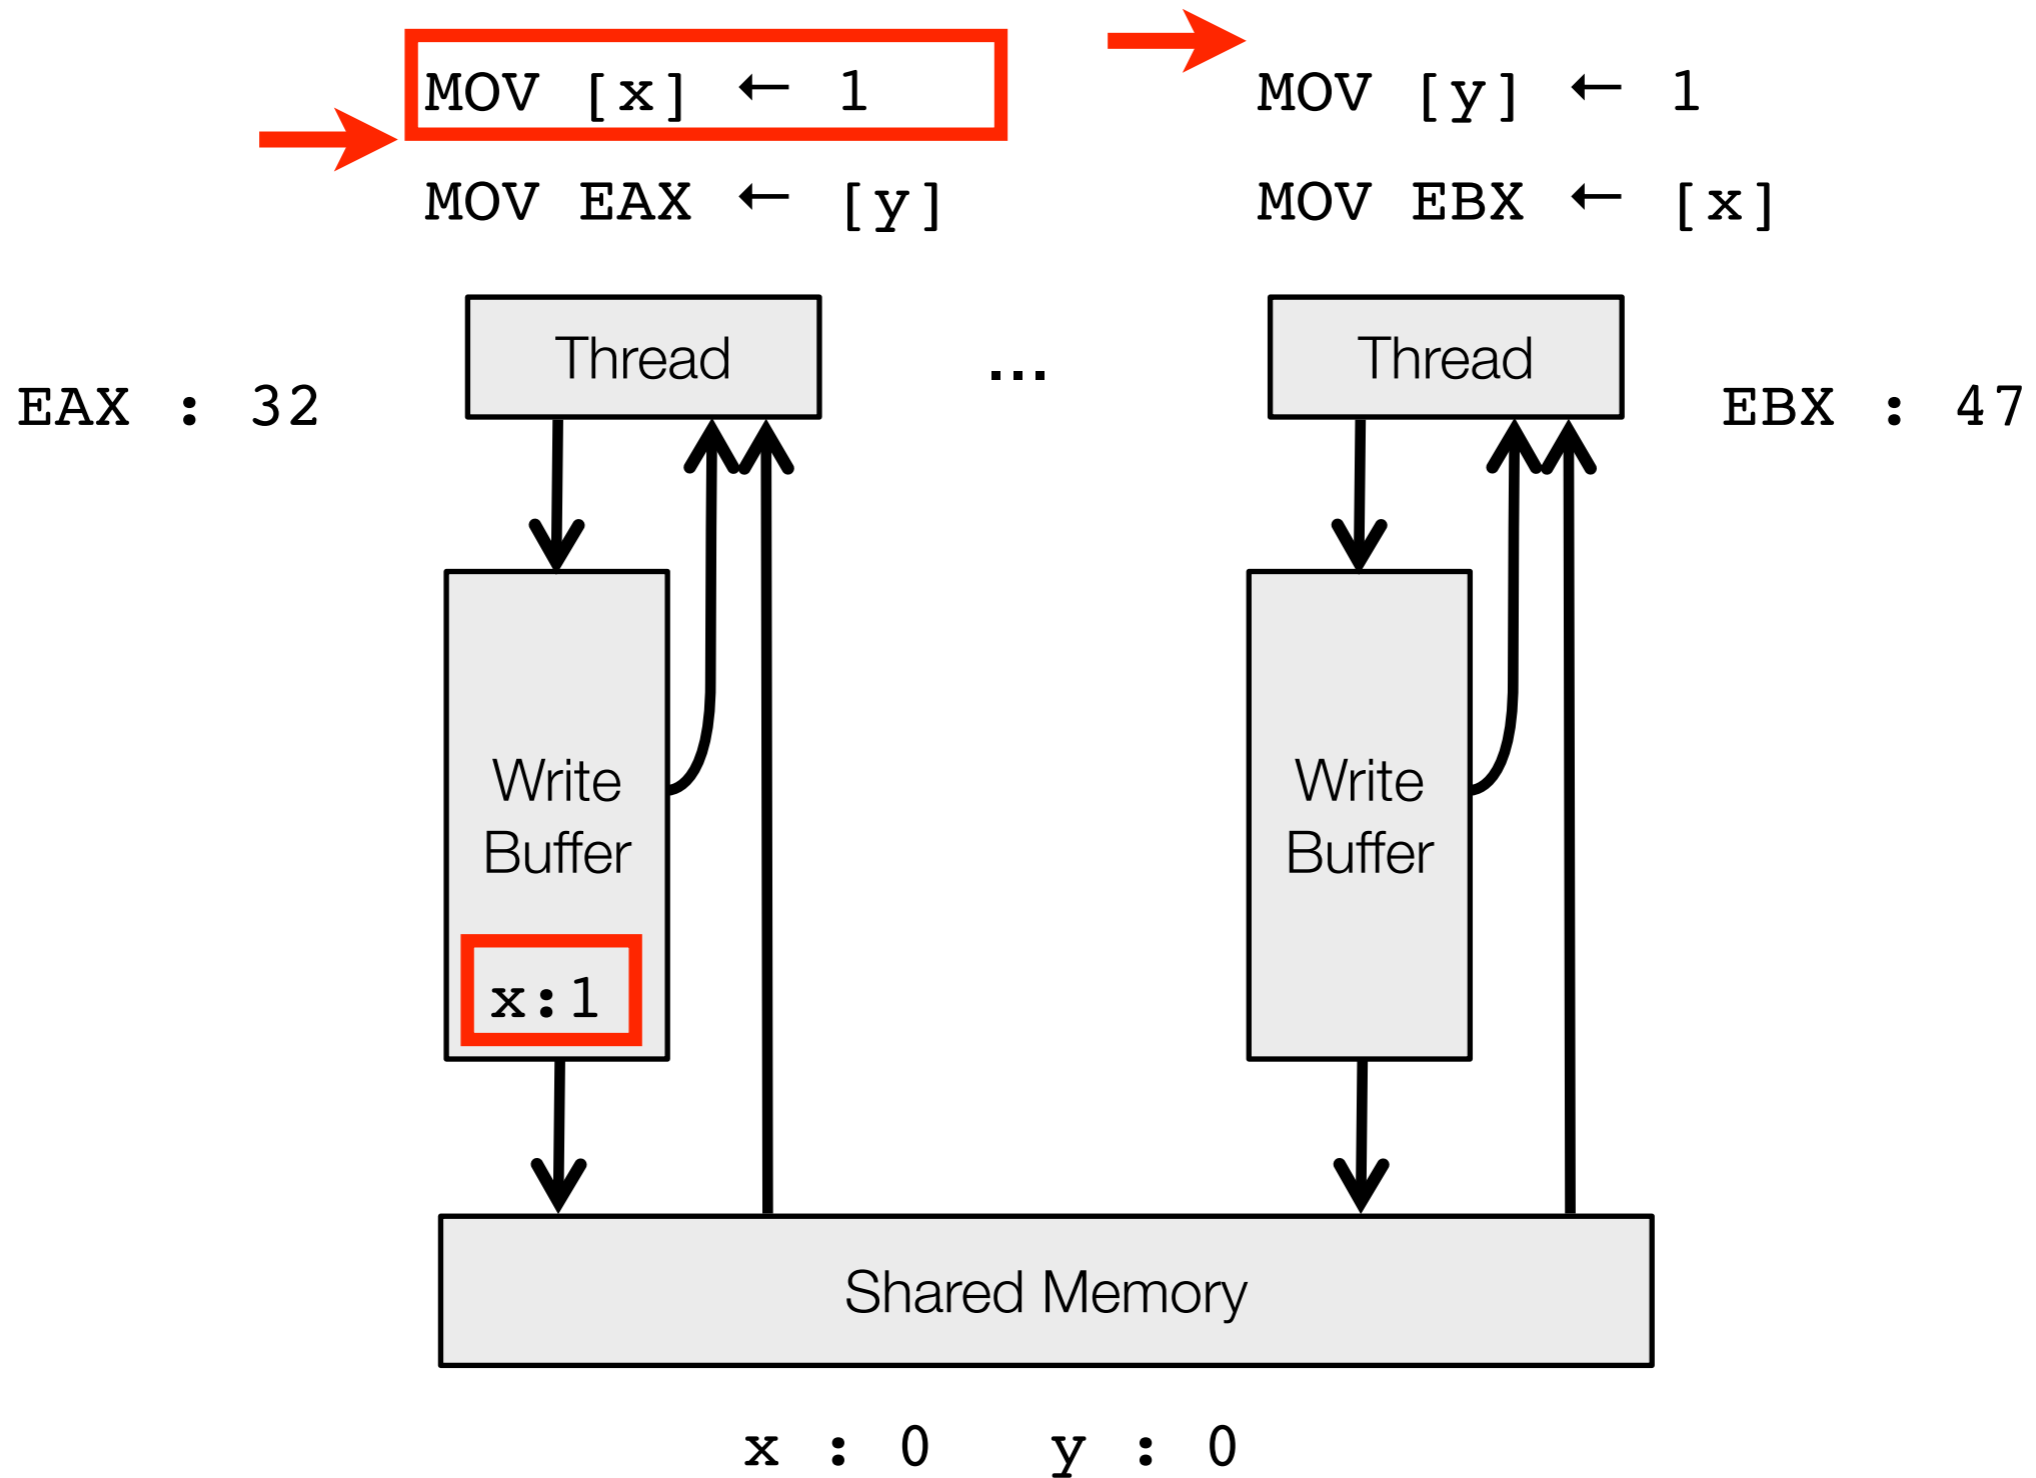 MOV [x] ← 1
MOV [y] ← 1
MOV EAX ← [y]
MOV EBX ← [x]
Thread
...
Thread
EAX : 32
EBX : 47
Write
Buffer
Write
Buffer
x:1
Shared Memory
x : 0 y : 0